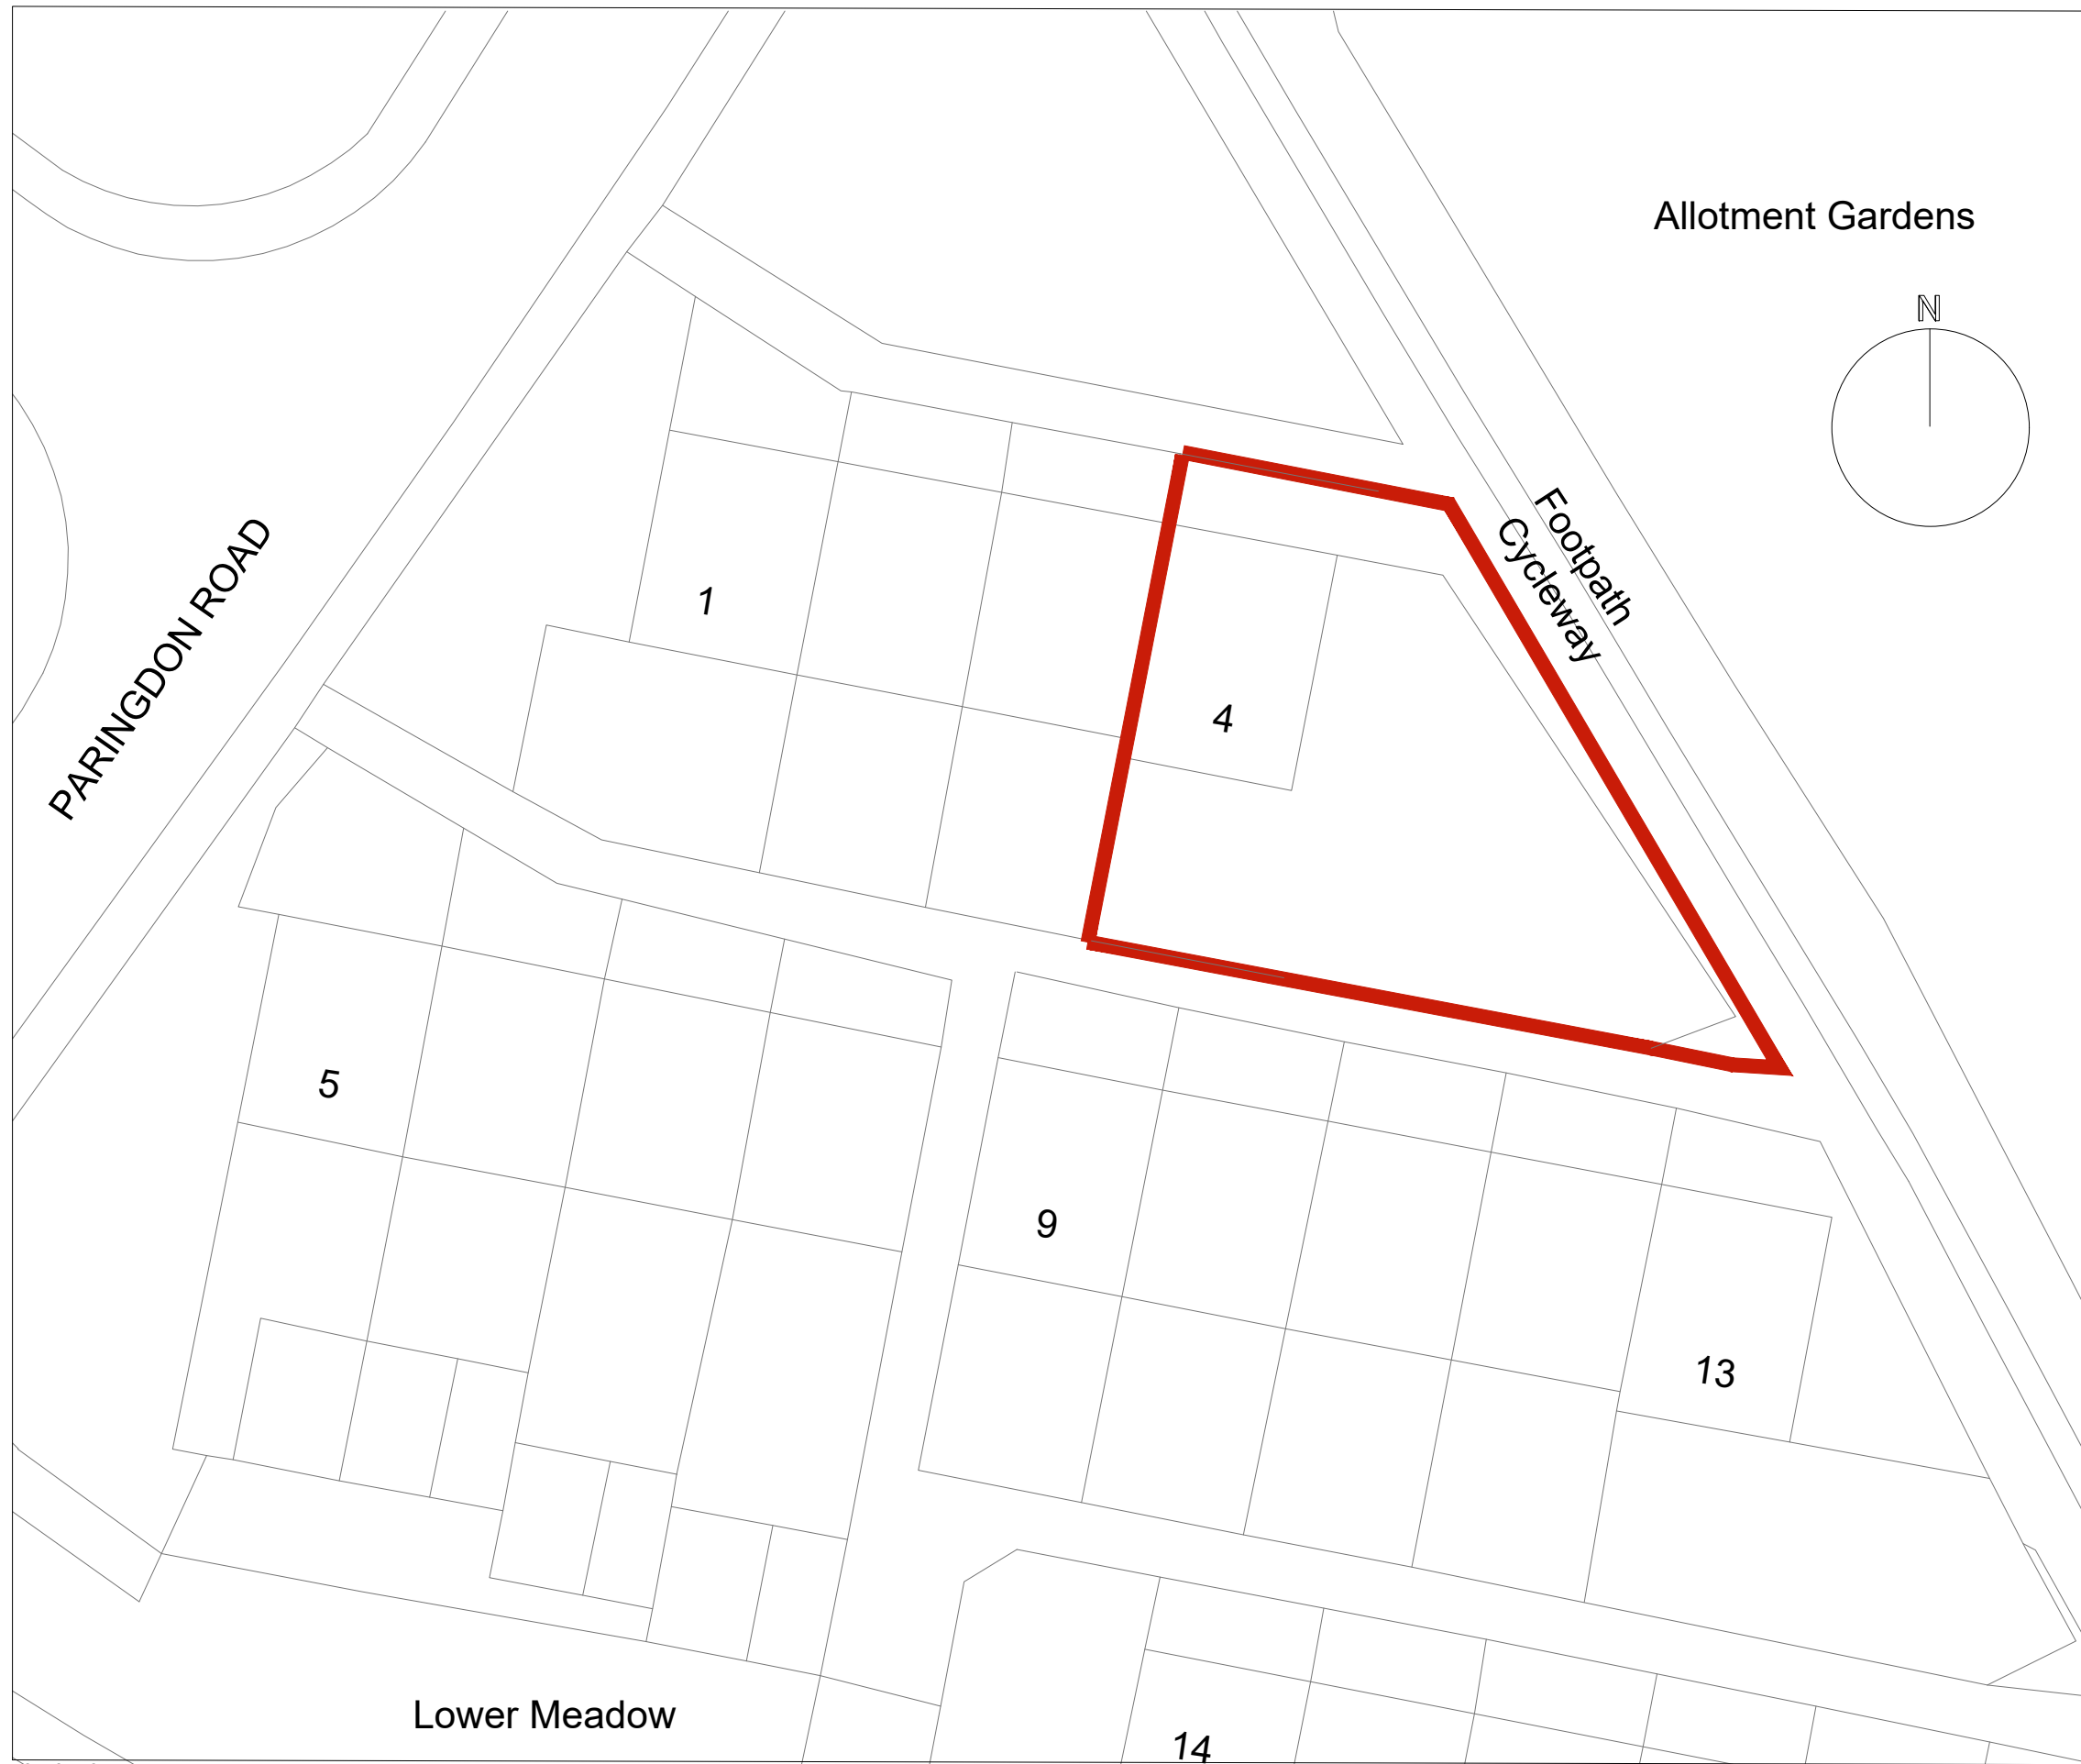 Allotment Gardens
N
Footpath
Cycleway
PARINGDON ROAD
1
4
5
9
13
Lower Meadow
14